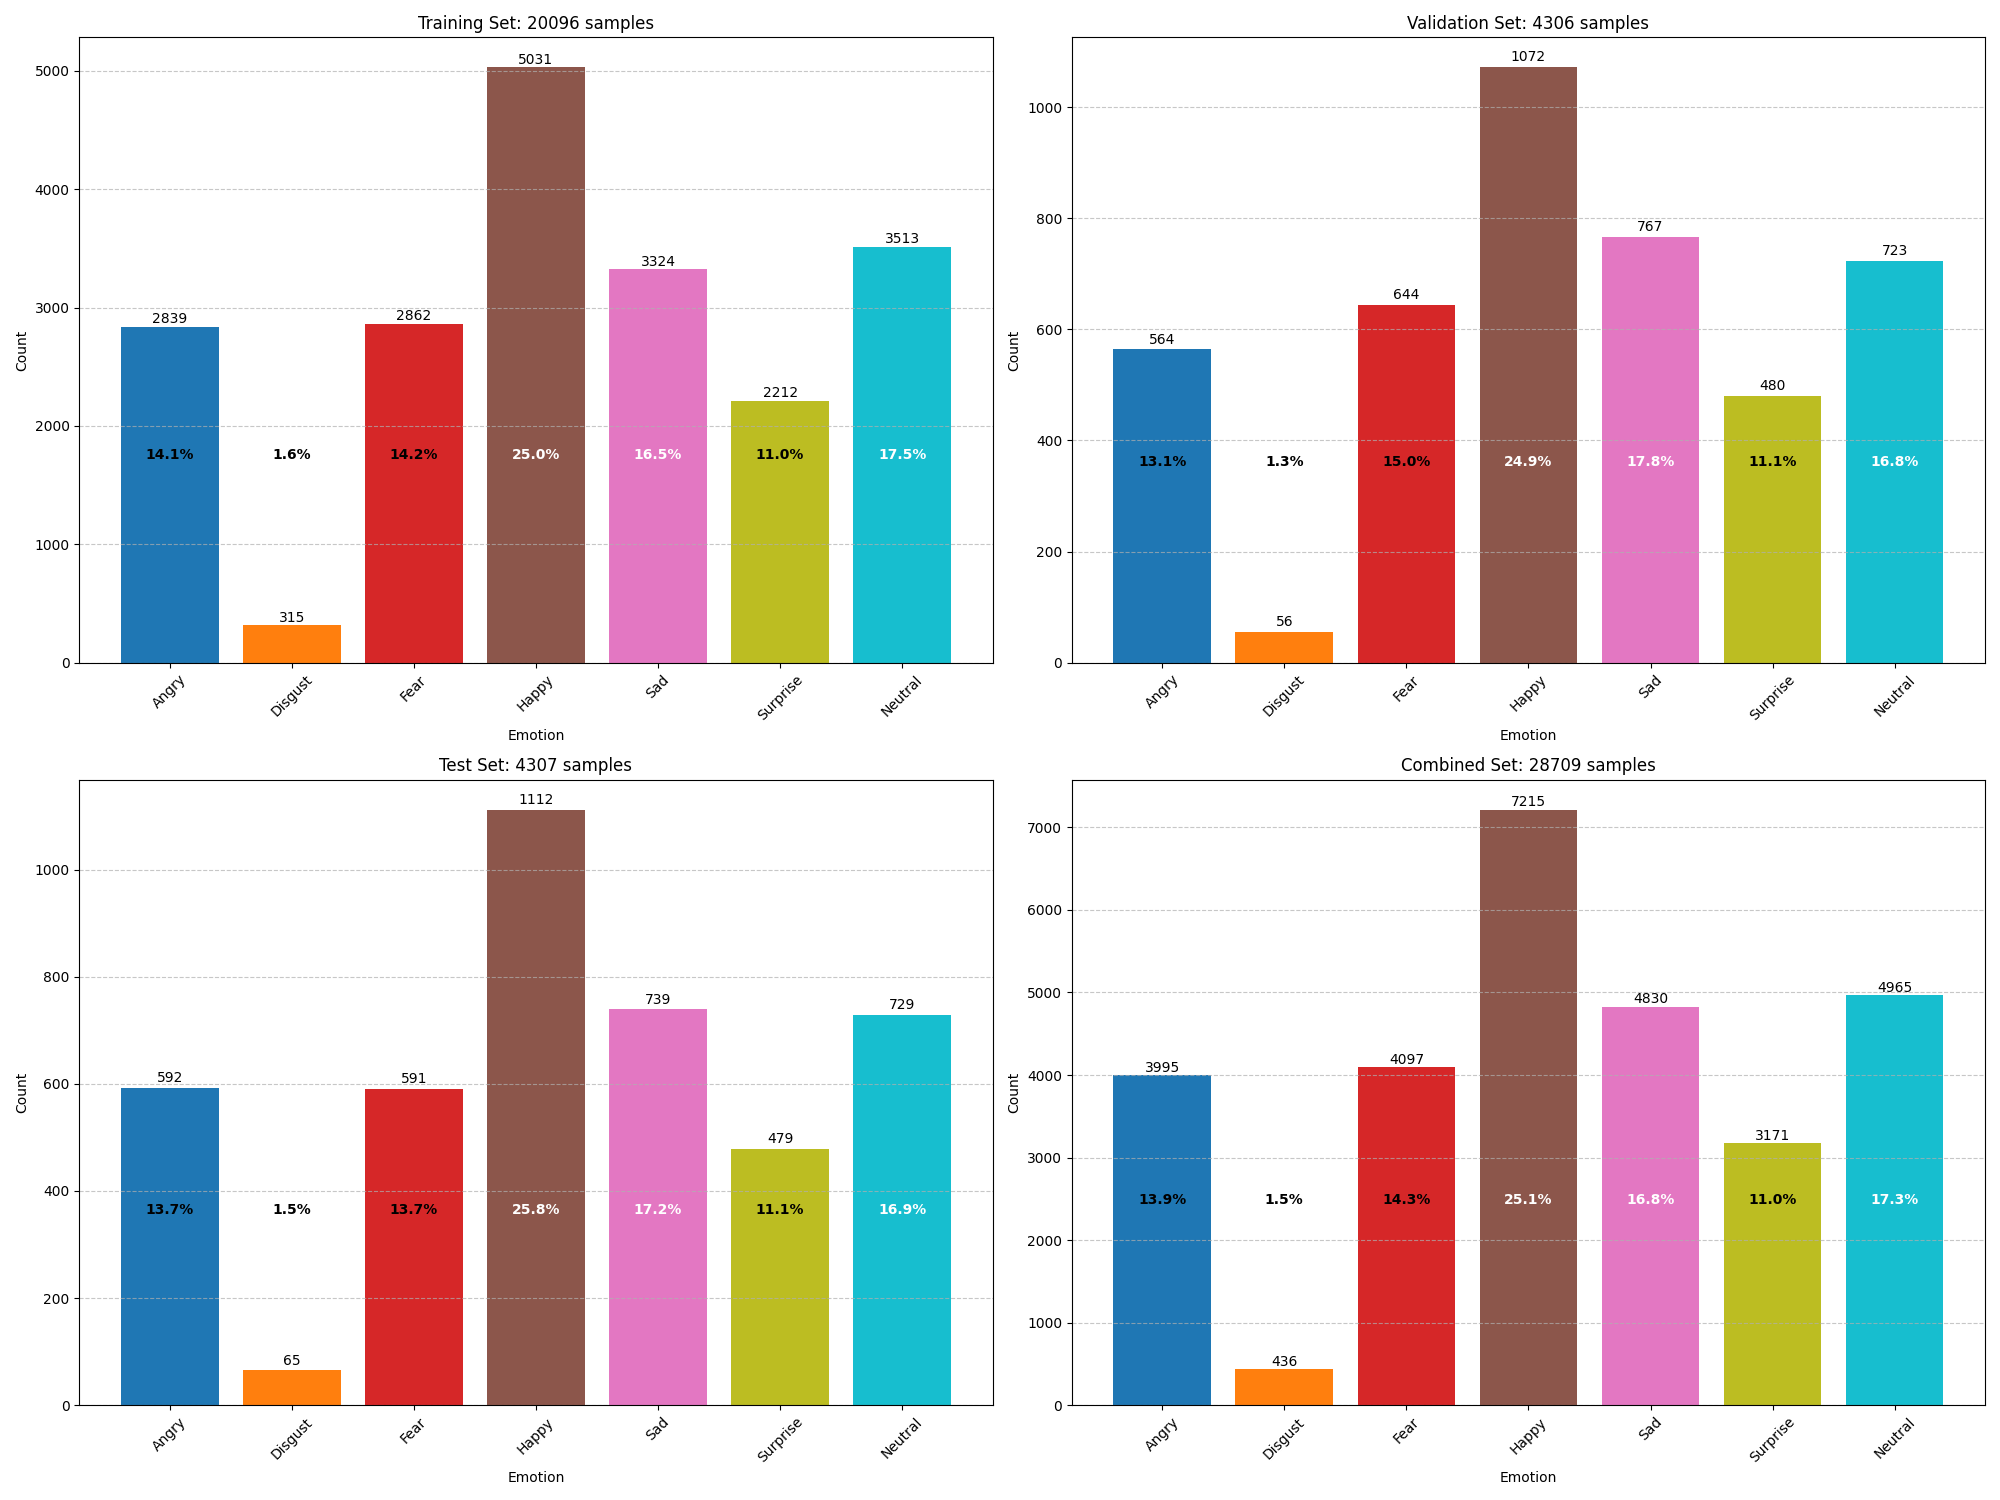 Training Set: 20096 samples
5031
5000
4000
3513
3324
3000
2839
2862
2212
2000
14.1%
1.6%
14.2%
25.0%
16.5%
11.0%
17.5%
1000
315
0
Count
Angry
Disgust
Fear
Happy
Sad
Surprise
Neutral
Emotion
Validation Set: 4306 samples
1072
1000
800
767
723
644
600
564
480
400
13.1%
1.3%
15.0%
24.9%
17.8%
11.1%
16.8%
200
56
0
Count
Angry
Disgust
Fear
Happy
Sad
Surprise
Neutral
Emotion
Test Set: 4307 samples
1112
1000
800
739
729
600
592
591
479
400
13.7%
1.5%
13.7%
25.8%
17.2%
11.1%
16.9%
200
65
0
Count
Angry
Disgust
Fear
Happy
Sad
Surprise
Neutral
Emotion
Combined Set: 28709 samples
7215
7000
6000
5000
4965
4830
4097
4000
3995
3171
3000
13.9%
1.5%
14.3%
25.1%
16.8%
11.0%
17.3%
2000
1000
436
0
Count
Angry
Disgust
Fear
Happy
Sad
Surprise
Neutral
Emotion